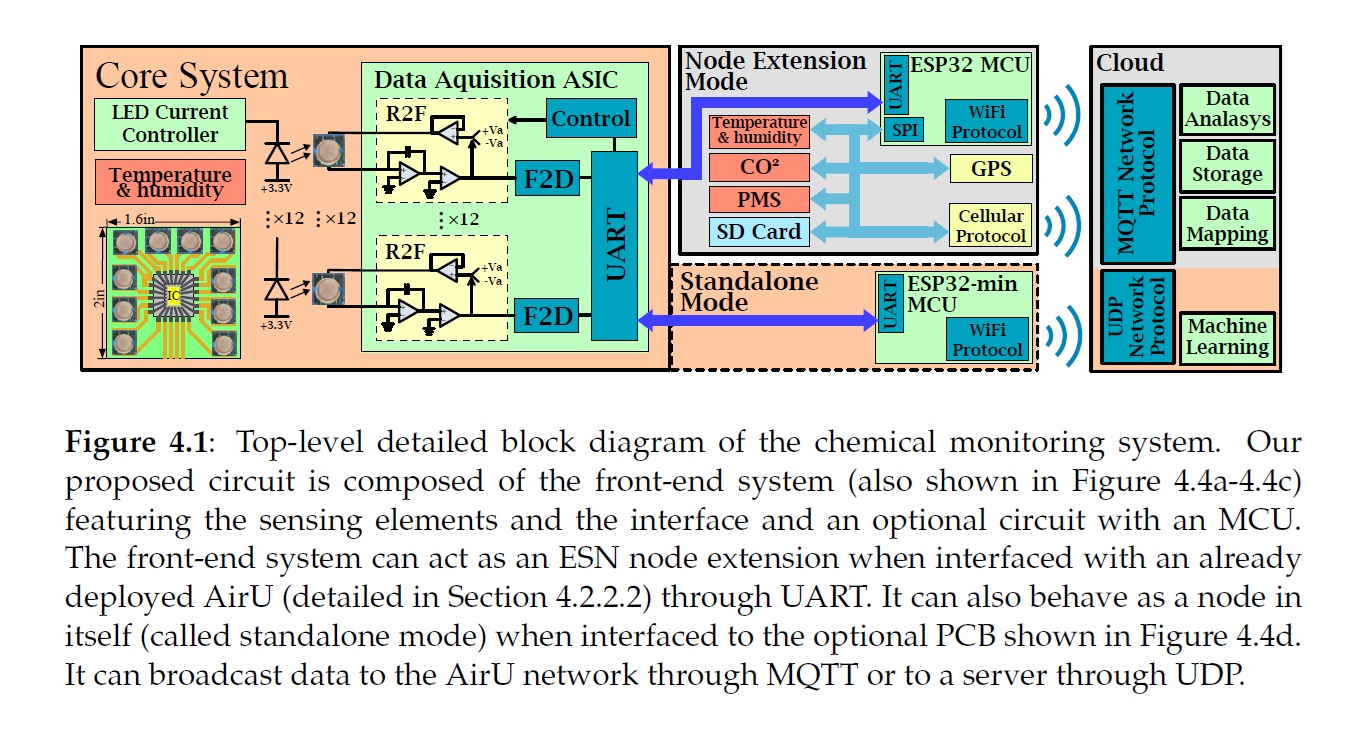 Core System
LED Current
Controller
Temperature
& humidity
1.6in
2in
IC
+3.3V
⋮×12
⋮×12
+3.3V
Data Aquisition ASIC
R2F
+Va
-Va
Control
F2D
⋮×12
R2F
+Va
-Va
F2D
UART
Node Extension
Mode
UART
ESP32 MCU
WiFi
Protocol
SPI
Temperature
& humidity
CO²
PMS
SD Card
GPS
Cellular
Protocol
Standalone
Mode
UART
ESP32-min
MCU
WiFi
Protocol
Cloud
MQTT Network
Protocol
Data
Analasys
Data
Storage
Data
Mapping
UDP
Network
Protocol
Machine
Learning
Figure 4.1: Top-level detailed block diagram of the chemical monitoring system. Our
proposed circuit is composed of the front-end system (also shown in Figure 4.4a-4.4c)
featuring the sensing elements and the interface and an optional circuit with an MCU.
The front-end system can act as an ESN node extension when interfaced with an already
deployed AirU (detailed in Section 4.2.2.2) through UART. It can also behave as a node in
itself (called standalone mode) when interfaced to the optional PCB shown in Figure 4.4d.
It can broadcast data to the AirU network through MQTT or to a server through UDP.